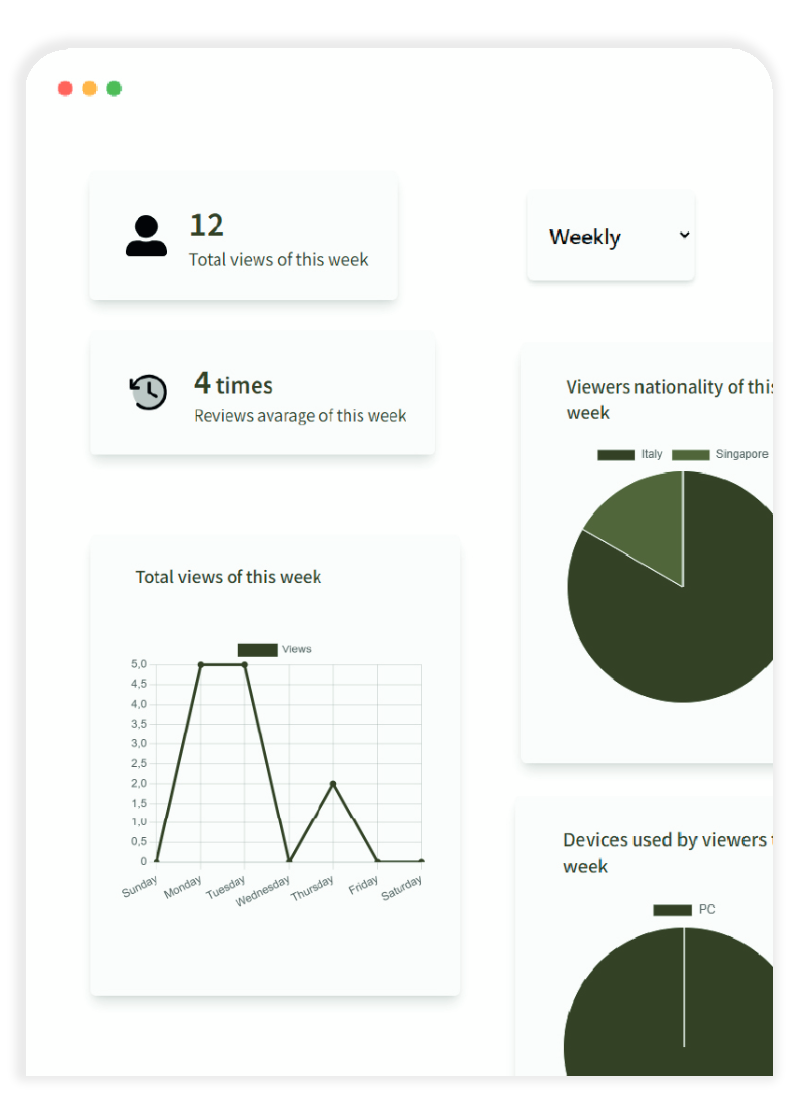 12
Total views of this week
Weekly
4 times
Reviews avarage of this week
Viewers nationality of this
week
Italy Singapore
Total views of this week
Views
5,0
4,5
4,0
3,5
3,0
2,5
2,0
1,5
1,0
0,5
0
Sunday Monday Tuesday Wednesday Thursday Friday Saturday
Devices used by viewers
week
PC